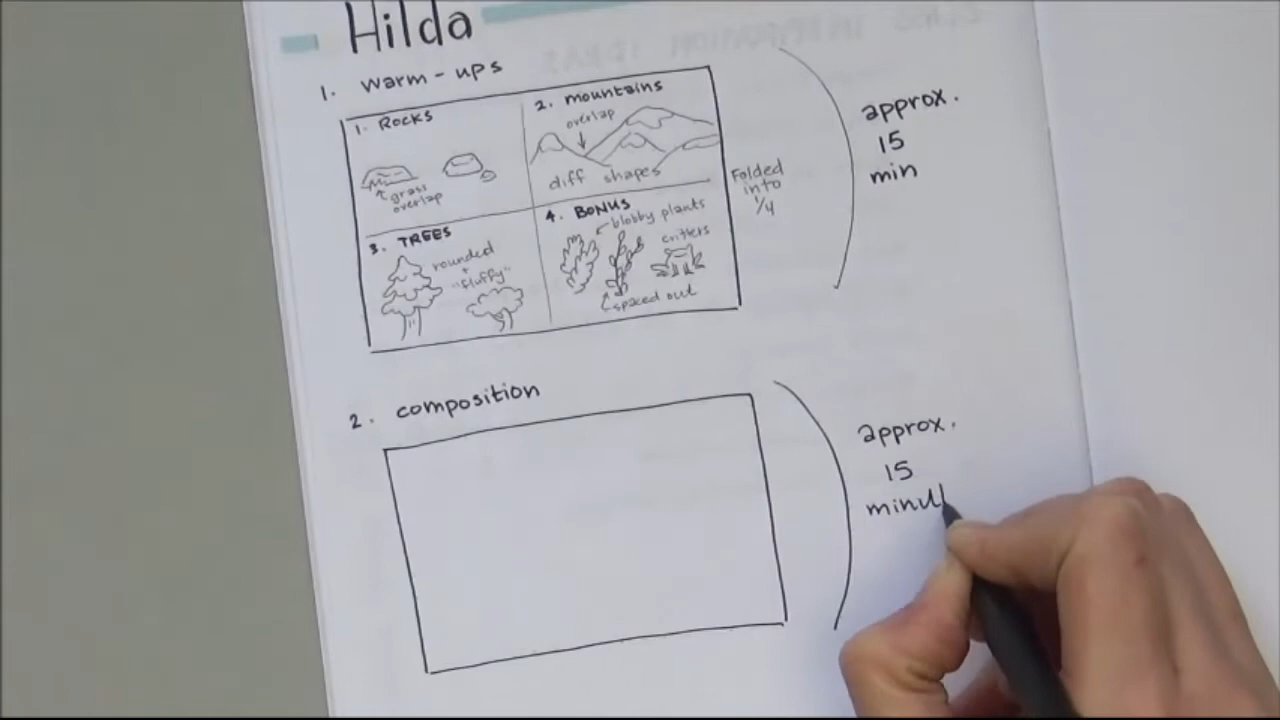 Hilda
1. warm-ups
1. ROCKS
grass
overlap
2. mountains
overlap
diff shapes
3. TREES
rounded
+
"fluffy"
4. BONUS
blobby plants
critters
spaced out
Folded
into
1/4
approx.
15
min
2. composition
approx.
15
minut